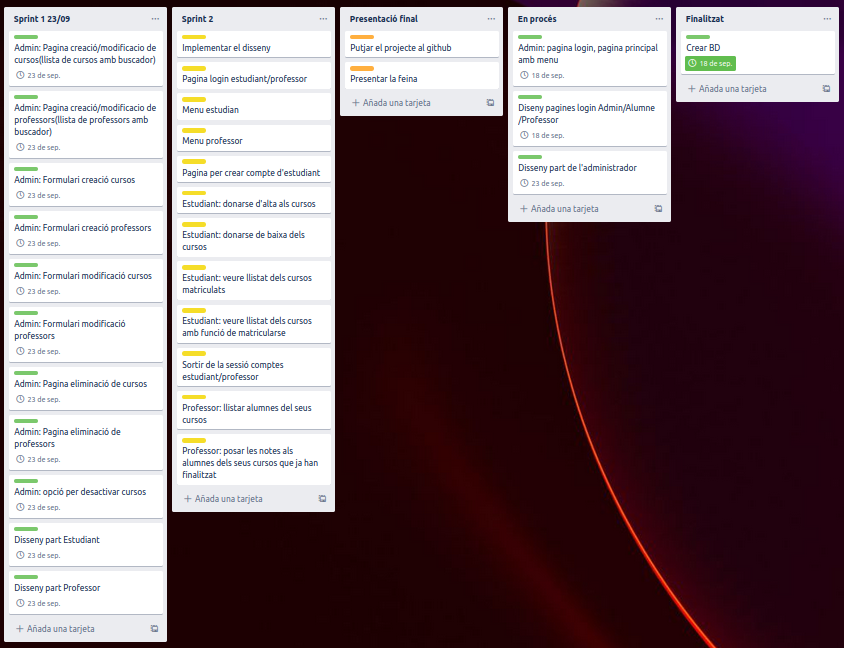 Sprint 1 23/09
Admin: Pagina creació/modificacio de
cursos(llista de cursos amb buscador)
23 de sep.
Admin: Pagina creació/modificacio de
professors(llista de professors amb
buscador)
23 de sep.
Admin: Formulari creació cursos
23 de sep.
Admin: Formulari creació professors
23 de sep.
Admin: Formulari modificació cursos
23 de sep.
Admin: Formulari modificació
professors
23 de sep.
Admin: Pagina eliminació de cursos
23 de sep.
Admin: Pagina eliminació de
professors
23 de sep.
Admin: opció per desactivar cursos
23 de sep.
Disseny part Estudiant
23 de sep.
Disseny part Professor
23 de sep.
+ Añada una tarjeta
Sprint 2
Implementar el disseny
Pagina login estudiant/professor
Menu estudian
Menu professor
Pagina per crear compte d'estudiant
Estudiant: donarse d'alta als cursos
Estudiant: donarse de baixa dels
cursos
Estudiant: veure llistat dels cursos
matriculats
Estudiant: veure llistat dels cursos
amb funció de matricularse
Sortir de la sessió comptes
estudiant/professor
Professor: llistar alumnes del seus
cursos
Professor: posar les notes als
alumnes dels seus cursos que ja han
finalitzat
+ Añada una tarjeta
Presentació final
Putjar el projecte al github
Presentar la feina
+ Añada una tarjeta
En procés
Admin: pagina login, pagina principal
amb menu
18 de sep.
Diseny pagines login Admin/Alumne
/Professor
18 de sep.
Disseny part de l'administrador
23 de sep.
+ Añada una tarjeta
Finalitzat
Crear BD
18 de sep.
+ Añada una tarjeta